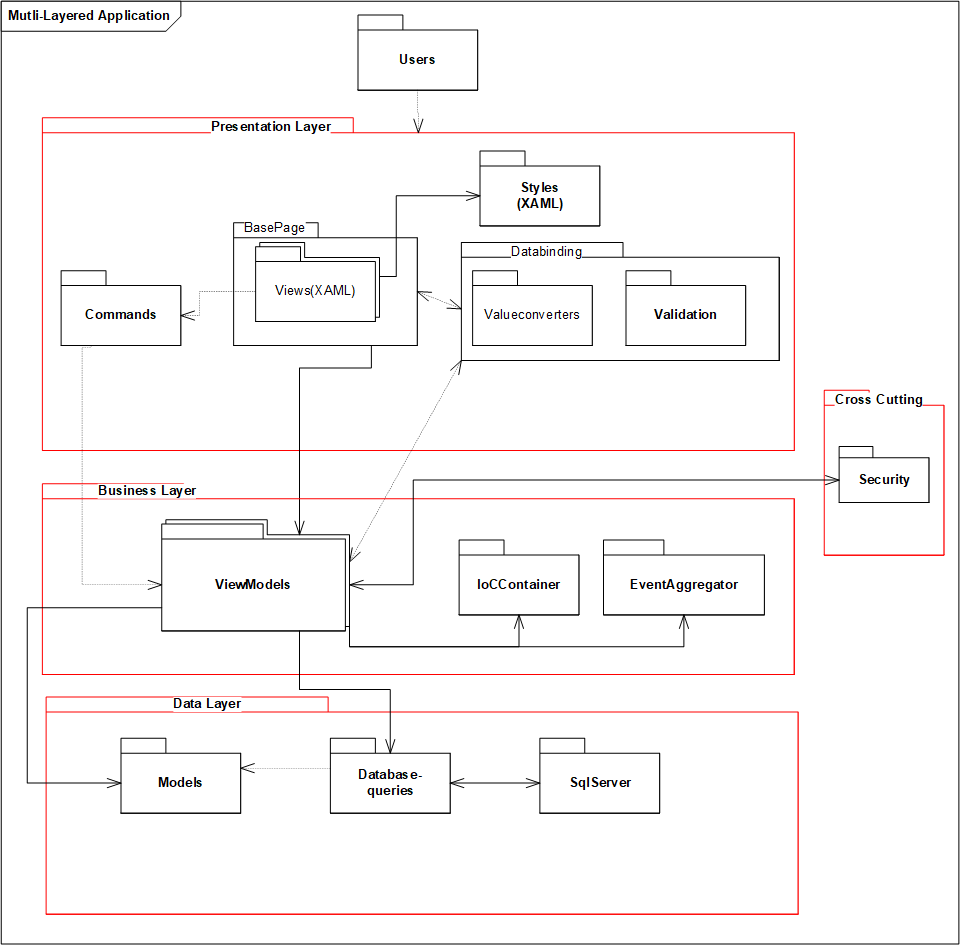 Mutli-Layered Application
Users
Presentation Layer
Styles
(XAML)
BasePage
Views(XAML)
Databinding
Commands
Valueconverters
Validation
Cross Cutting
Security
Business Layer
ViewModels
IoCContainer
EventAggregator
Data Layer
Models
Database-
queries
SqlServer